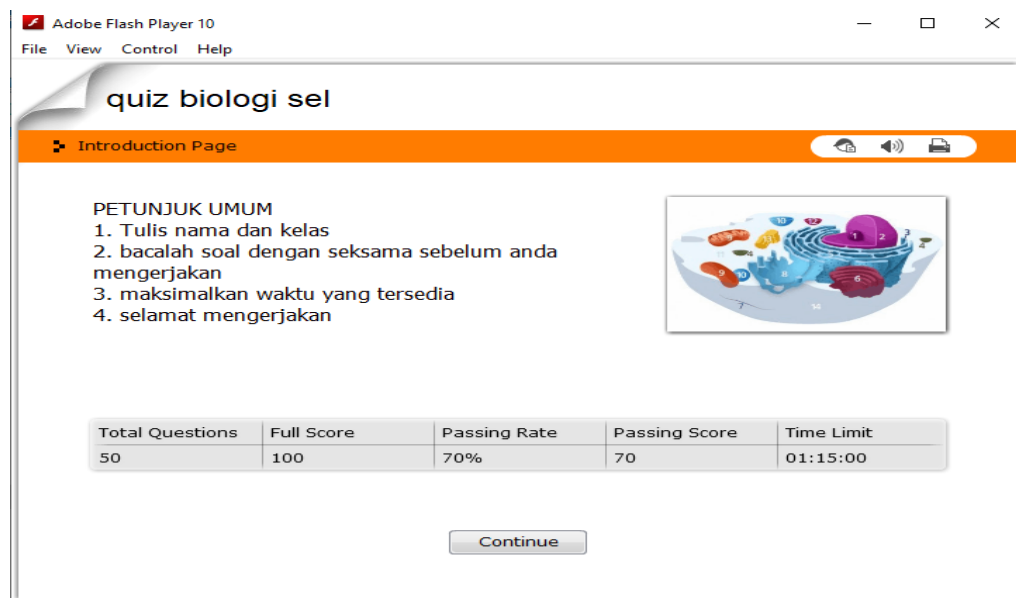 Adobe Flash Player 10
File View Control Help
quiz biologi sel
Introduction Page
PETUNJUK UMUM
1. Tulis nama dan kelas
2. bacalah soal dengan seksama sebelum anda
mengerjakan
3. maksimalkan waktu yang tersedia
4. selamat mengerjakan
Total Questions Full Score Passing Rate Passing Score Time Limit
50 100 70% 70 01:15:00
Continue